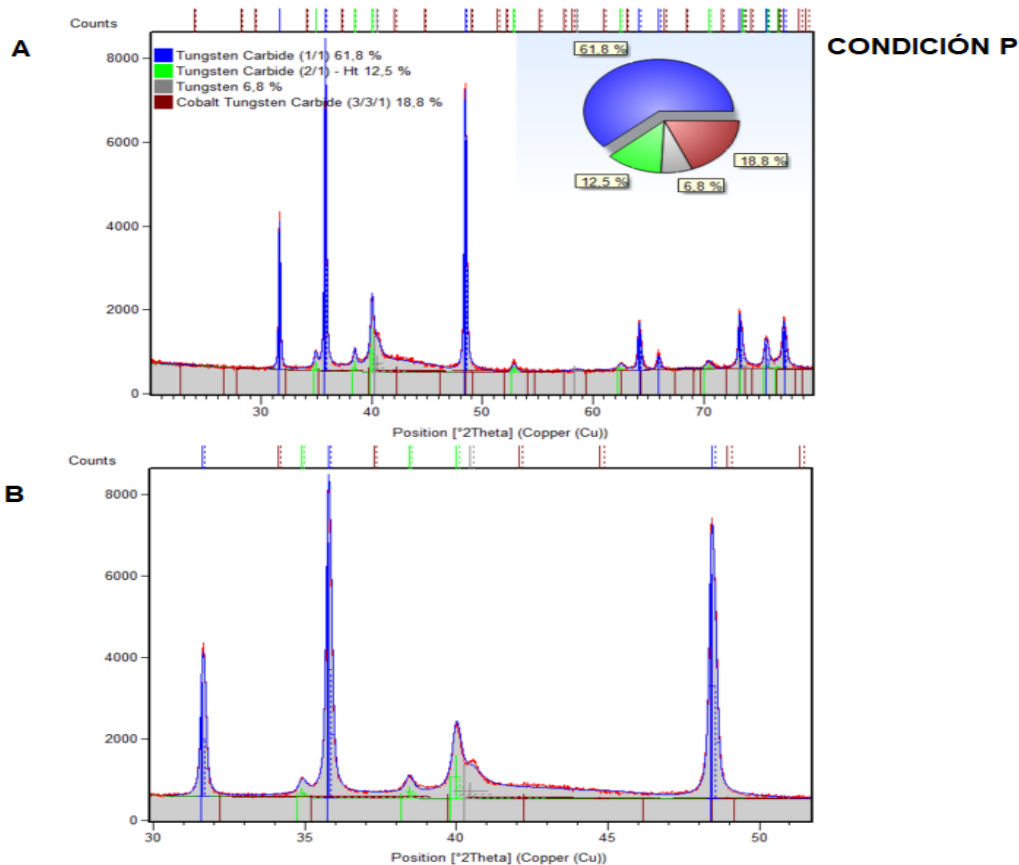 A
CONDICIÓN P
Counts
Tungsten Carbide (1/1) 61,8 %
Tungsten Carbide (2/1) - Ht 12,5 %
Tungsten 6,8 %
Cobalt Tungsten Carbide (3/3/1) 18,8 %
61,8 %
18,8 %
6,8 %
12,5 %
8000
6000
4000
2000
0
30 40 50 60 70
Position [°2Theta] (Copper (Cu))
B
Counts
8000
6000
4000
2000
0
30 35 40 45 50
Position [°2Theta] (Copper (Cu))